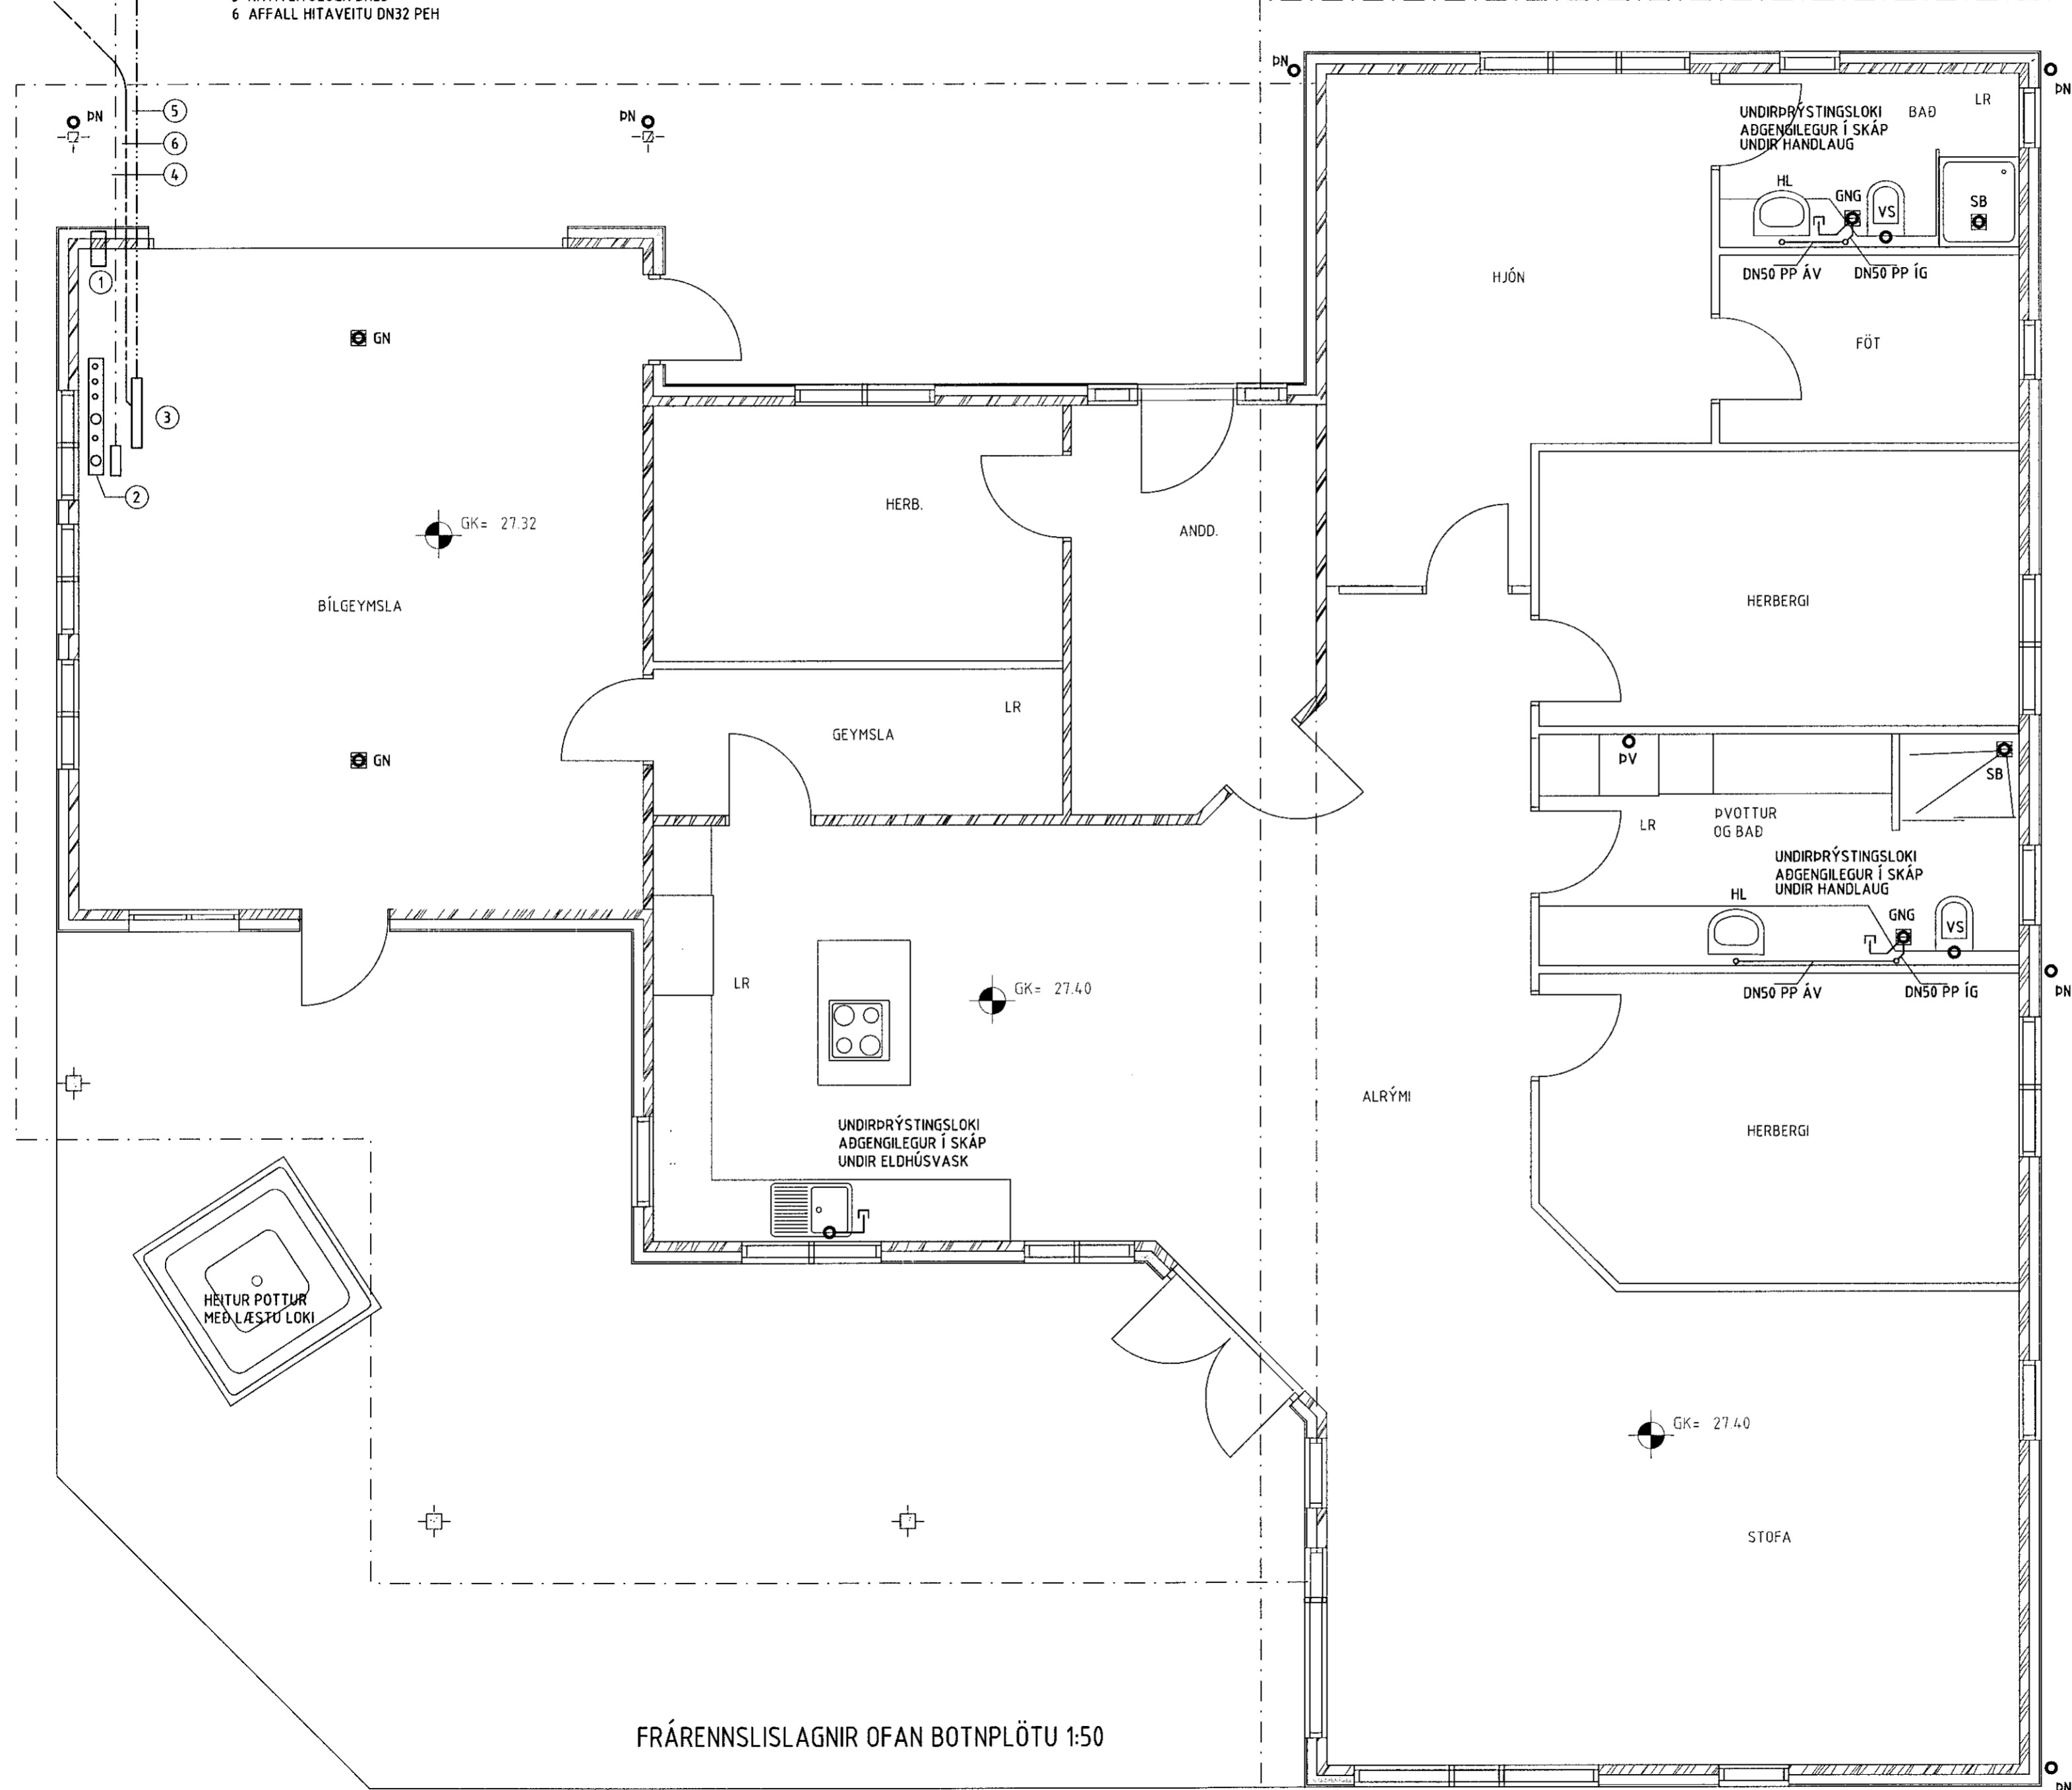 6 AFFALL HITAVEITU DN32 PEH
ÞN
ÞN
ÞN
ÞN
5
6
4
UNDIRÞRÝSTINGSLOKI
AÐGENGILEGUR Í SKÁP
UNDIR HANDLAUG
BAÐ
LR
HL
GNG
VS
SB
DN50 PP ÁV
DN50 PP ÍG
1
HJÓN
GN
FÖT
3
2
HERB.
GK= 27.32
ANDD.
BÍLGEYMSLA
HERBERGI
LR
GEYMSLA
GN
ÞV
SB
LR
ÞVOTTUR
OG BAÐ
UNDIRÞRÝSTINGSLOKI
AÐGENGILEGUR Í SKÁP
UNDIR HANDLAUG
HL
GNG
VS
LR
GK= 27.40
DN50 PP ÁV
DN50 PP ÍG
ÞN
ALRÝMI
UNDIRÞRÝSTINGSLOKI
AÐGENGILEGUR Í SKÁP
UNDIR ELDHÚSVASK
HERBERGI
HEITUR POTTUR
MEÐ LÆSTU LOKI
GK= 27.40
STOFA
FRÁRENNSLISLAGNIR OFAN BOTNPLÖTU 1:50